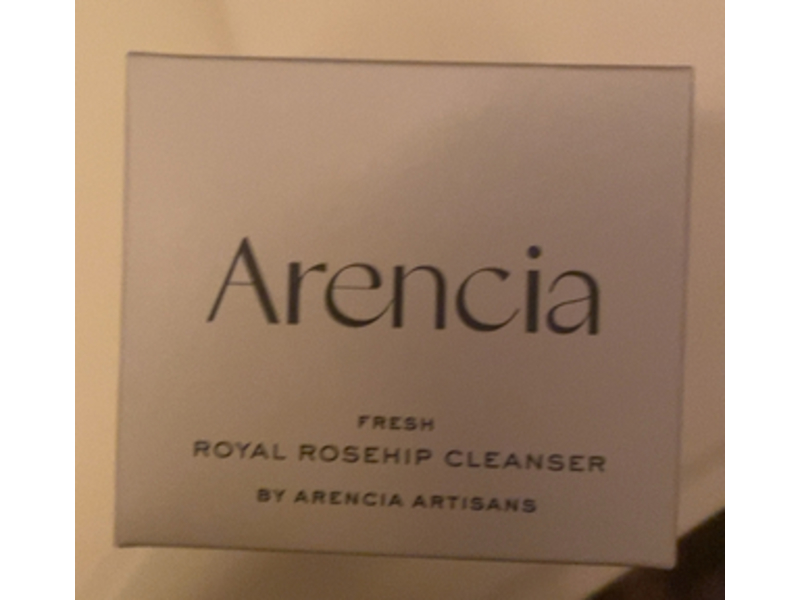 Arencia
FRESH
ROYAL ROSEHIP CLEANSER
BY ARENCIA ARTISANS